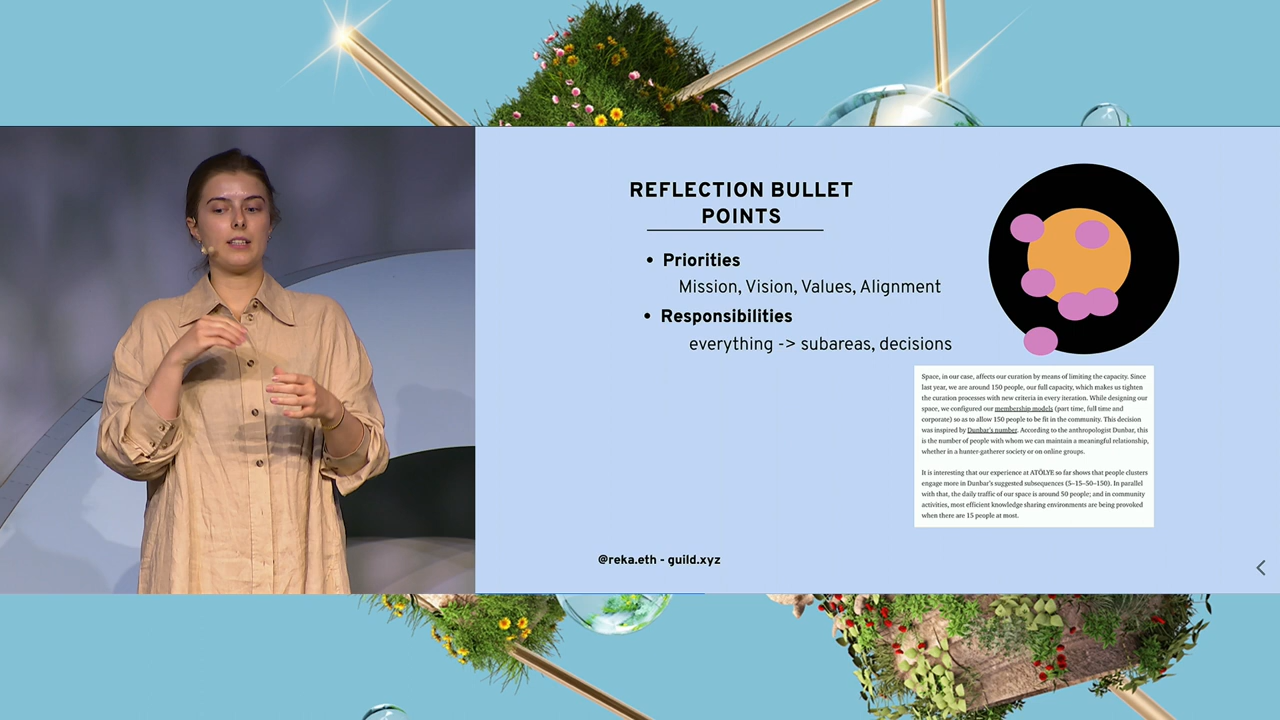 REFLECTION BULLET
POINTS
• Priorities
Mission, Vision, Values, Alignment
• Responsibilities
everything -> subareas, decisions
Space, in our case, affects our curation by means of limiting the capacity. Since
last year, we are around 150 people, our full capacity, which makes us tighten
the curation processes with new criteria in every iteration. While designing our
space, we configured our membership models (part time, full time and
corporate) so as to allow 150 people to be fit in the community. This decision
was inspired by Dunbar's number. According to the anthropologist Dunbar, this
is the number of people with whom we can maintain a meaningful relationship,
whether in a hunter-gatherer society or on online groups.
It is interesting that our experience at ATÖLYE so far shows that people clusters
engage more in Dunbar's suggested subsequences (5–15–50–150). In parallel
with that, the daily traffic of our space is around 50 people; and in community
activities, most efficient knowledge sharing environments are being provoked
when there are 15 people at most.
@reka.eth - guild.xyz